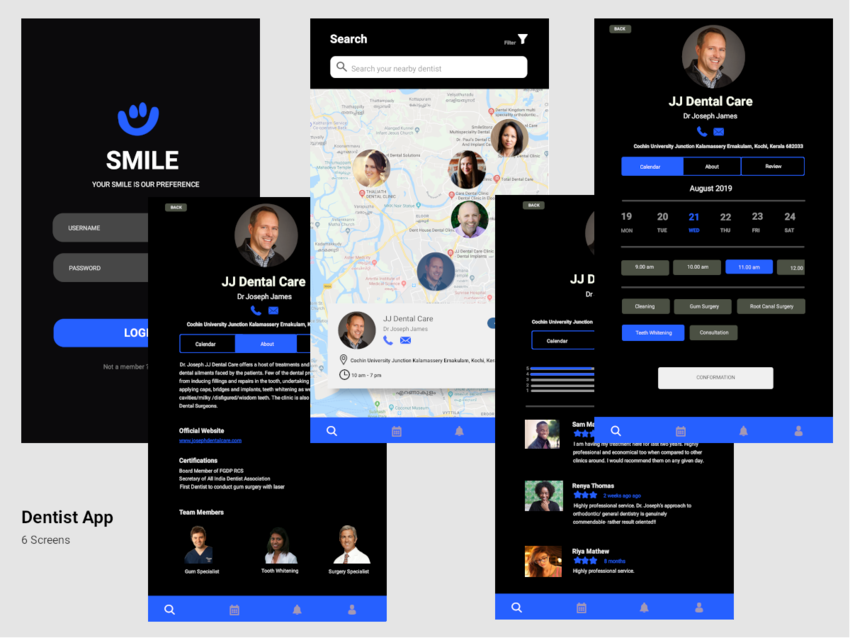 SMILE
YOUR SMILE IS OUR PREFERENCE
USERNAME
PASSWORD
LOGI
Not a member ?
Dentist App
6 Screens
BACK
JJ Dental Care
Dr Joseph James
Cochin University Junction Kalamassery Ernakulam, K
Calendar
About
Dr. Joseph JJ Dental Care offers a host of treatments and
dental ailments faced by the patients. Few of the dental pr
from inducing fillings and repairs in the tooth, undertaking
applying caps, bridges and implants, teeth whitening as w
cavities/milky /disfigured/wisdom teeth. The clinic is also
Dental Surgeons.
Official Website
www.josephdentalcare.com
Certifications
Board Member of FGDP RCS
Secretary of All India Dentist Association
First Dentist to conduct gum surgery with laser
Team Members
Gum Specialist
Tooth Whitening
Surgery Specialist
Search
Filter
Search your nearby dentist
JJ Dental Care
Dr Joseph James
Cochin University Junction Kalamassery Ernakulam, Kochi, Ker
10 am - 7 pm
BACK
JJ D
Dr
Cochin University Junction
Calendar
5
4
3
2
1
Sam Ma
I am having my treatment here for last two years. Highly
professional and economical too when compared to other
clinics around. I would recommend them on any given day.
Renya Thomas
2 weeks ago ago
Highly professional service. Dr. Joseph's approach to
orthodontic/ general dentistry is genuinely
commendable- rather result oriented!!
Riya Mathew
6 months
Highly professional service.
BACK
JJ Dental Care
Dr Joseph James
Cochin University Junction Kalamassery Ernakulam, Kochi, Kerala 682033
Calendar
About
Review
August 2019
19 20 21 22 23 24
MON TUE WED THU FRI SAT
9.00 am
10.00 am
11.00 am
12.00
Cleening
Gum Surgery
Root Canal Surgery
Teeth Whitening
Consultation
CONFORMATION